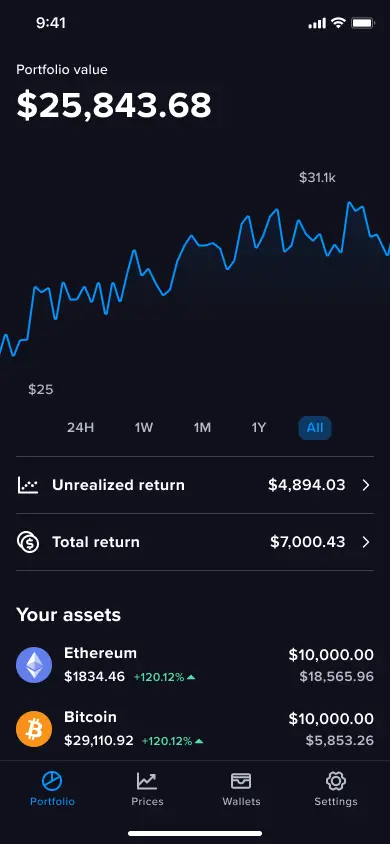 9:41
Portfolio value
$25,843.68
$31.1k
$25
24H 1W 1M 1Y All
Unrealized return $4,894.03
Total return $7,000.43
Your assets
Ethereum $10,000.00
$1834.46 +120.12% $18,565.96
Bitcoin $10,000.00
$29,110.92 +120.12% $5,853.26
Portfolio Prices Wallets Settings